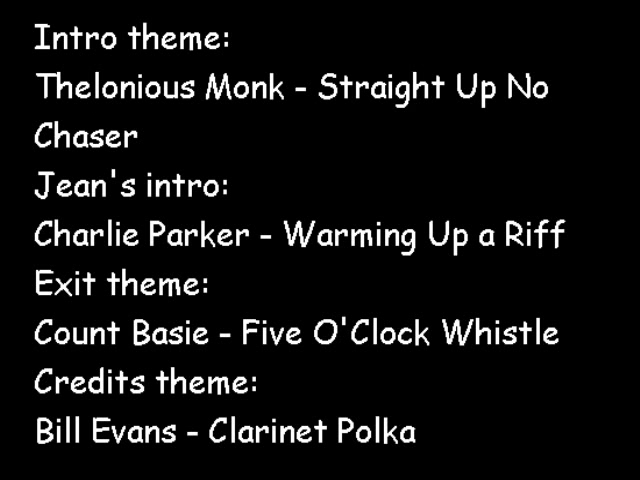 Intro theme:
Thelonious Monk - Straight Up No
Chaser
Jean's intro:
Charlie Parker - Warming Up a Riff
Exit theme:
Count Basie - Five O'Clock Whistle
Credits theme:
Bill Evans - Clarinet Polka